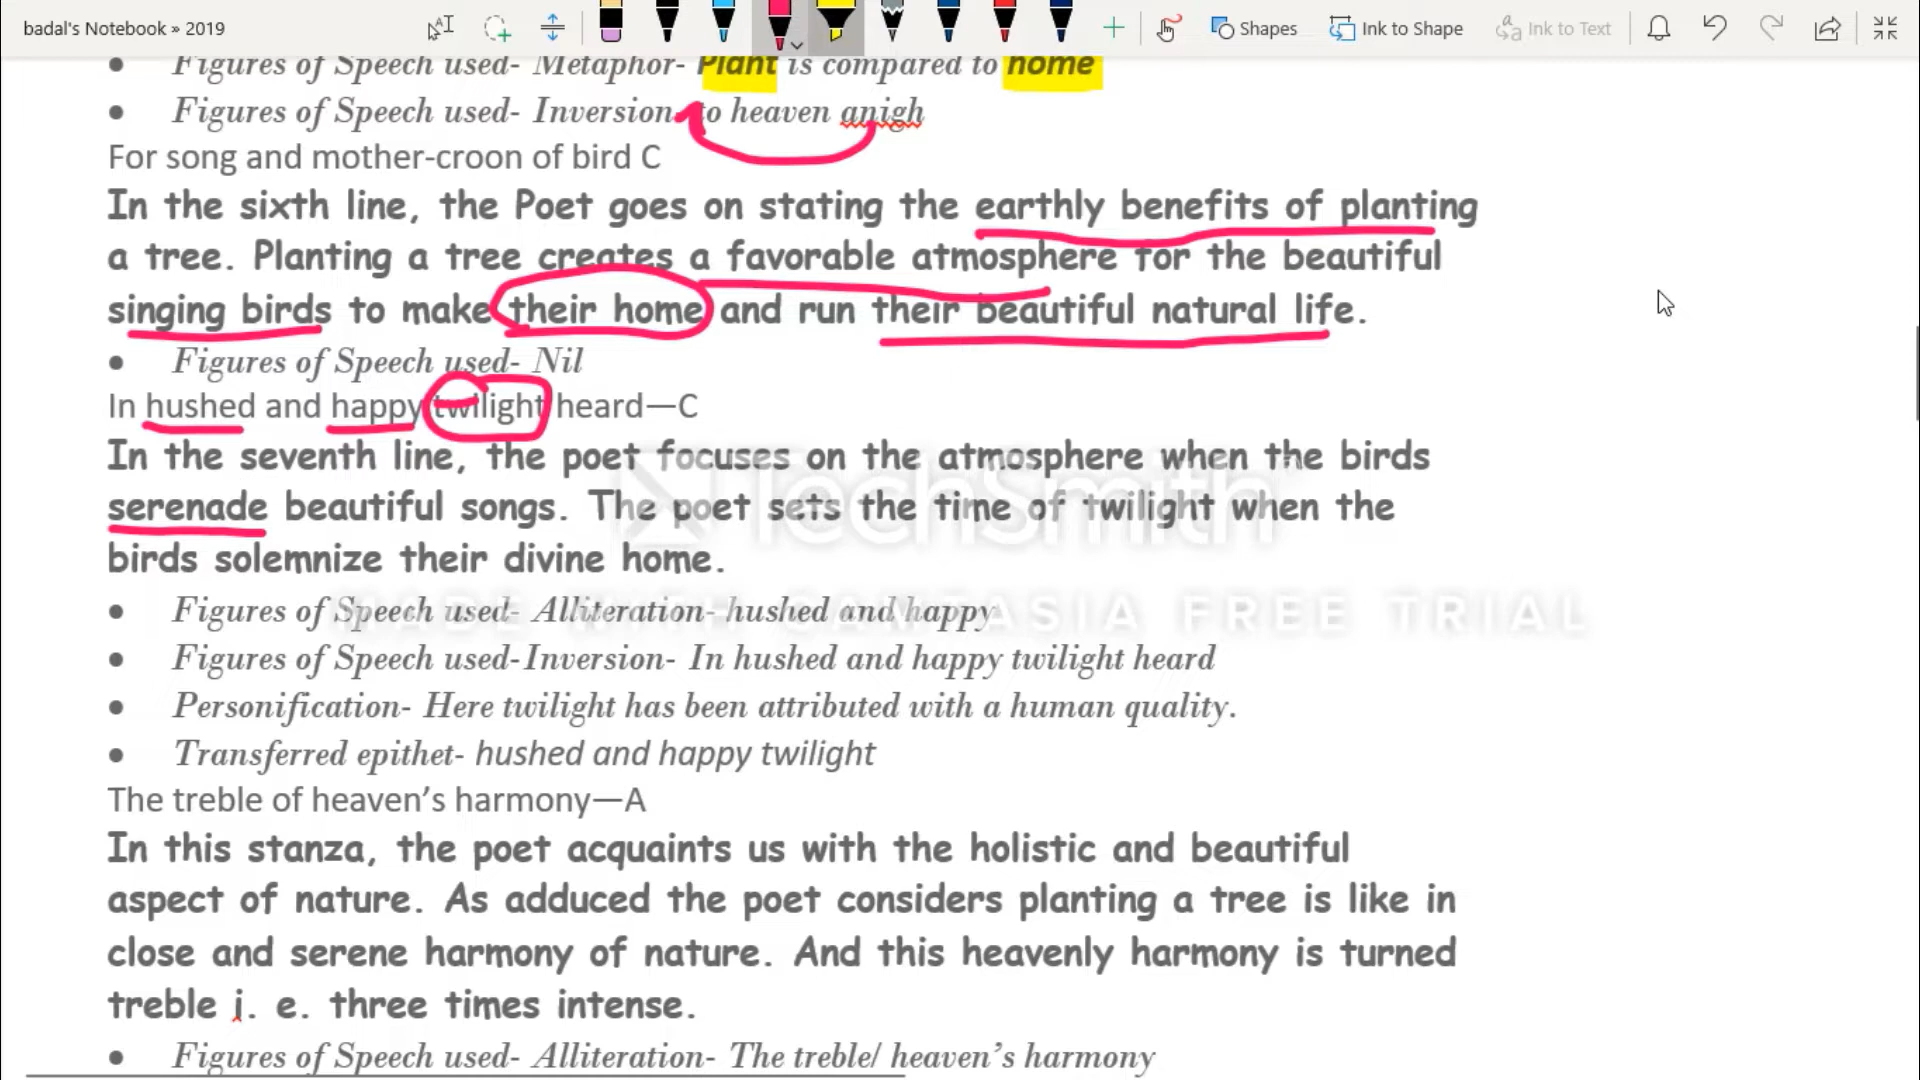 badal's Notebook » 2019
Shapes
Ink to Shape
Ink to Text
Figures of Speech used- Metaphor- Plant is compared to home
Figures of Speech used- Inversion- to heaven anigh
For song and mother-croon of bird C
In the sixth line, the Poet goes on stating the earthly benefits of planting
a tree. Planting a tree creates a favorable atmosphere for the beautiful
singing birds to make their home and run their beautiful natural life.
Figures of Speech used- Nil
In hushed and happy twilight heard—C
In the seventh line, the poet focuses on the atmosphere when the birds
serenade beautiful songs. The poet sets the time of twilight when the
birds solemnize their divine home.
Figures of Speech used- Alliteration- hushed and happy
Figures of Speech used-Inversion- In hushed and happy twilight heard
Personification- Here twilight has been attributed with a human quality.
Transferred epithet- hushed and happy twilight
The treble of heaven's harmony—A
In this stanza, the poet acquaints us with the holistic and beautiful
aspect of nature. As adduced the poet considers planting a tree is like in
close and serene harmony of nature. And this heavenly harmony is turned
treble i. e. three times intense.
Figures of Speech used- Alliteration- The treble/ heaven's harmony
TechSmith
MADE WITH CAMTASIA FREE TRIAL